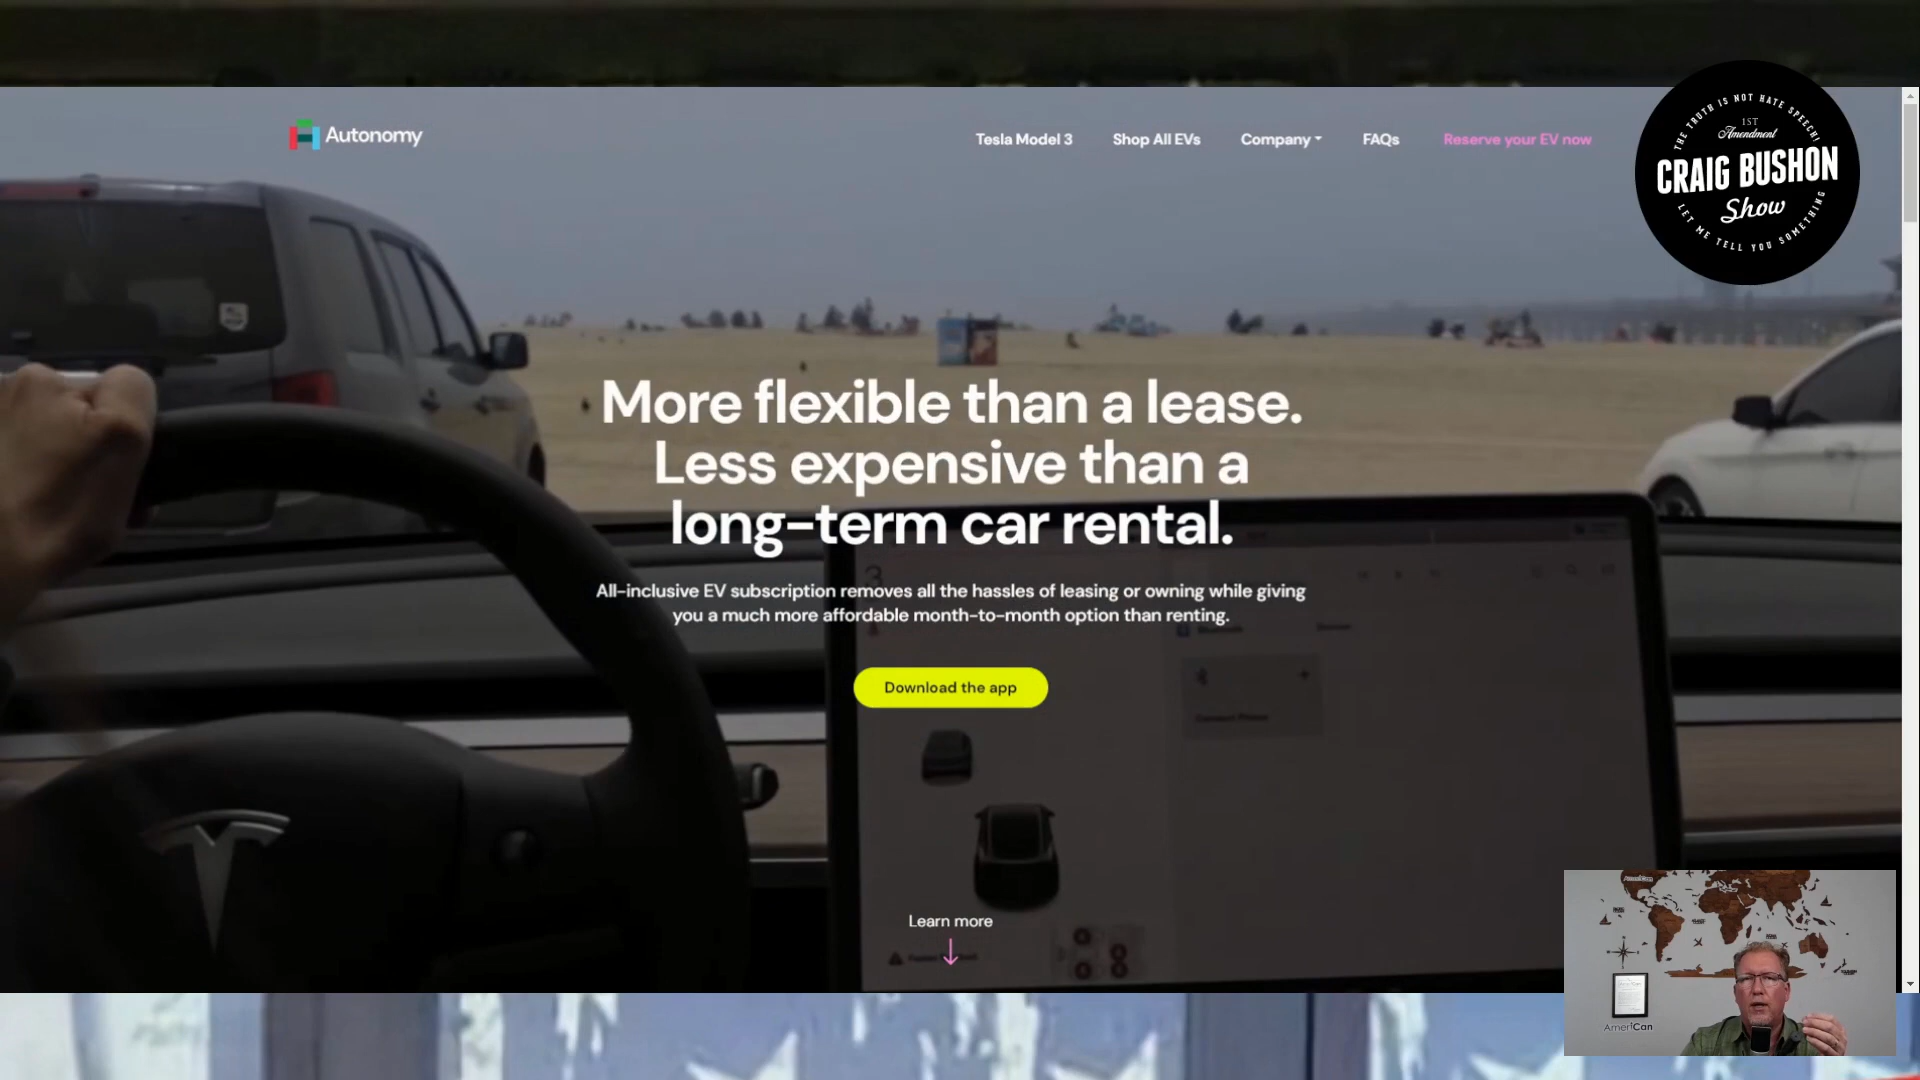 Autonomy
Tesla Model 3
Shop All EVs
Company
FAQs
Reserve your EV now
THE TRUTH IS NOT HATE SPEECH!
1ST
Amendment
CRAIG BUSHON
Show
LET ME TELL YOU SOMETHING
More flexible than a lease.
Less expensive than a
long-term car rental.
All-inclusive EV subscription removes all the hassles of leasing or owning while giving
you a much more affordable month-to-month option than renting.
Download the app
Learn more
AmeriCan